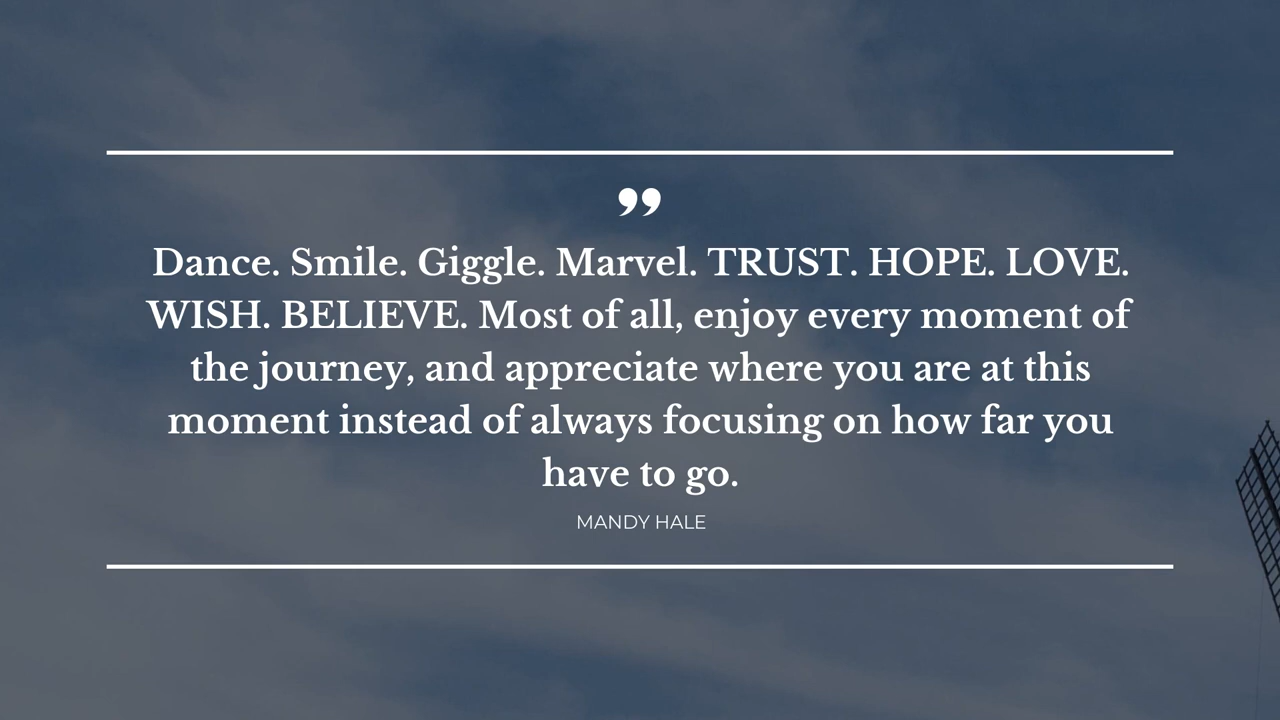 ”
Dance. Smile. Giggle. Marvel. TRUST. HOPE. LOVE.
WISH. BELIEVE. Most of all, enjoy every moment of
the journey, and appreciate where you are at this
moment instead of always focusing on how far you
have to go.
MANDY HALE